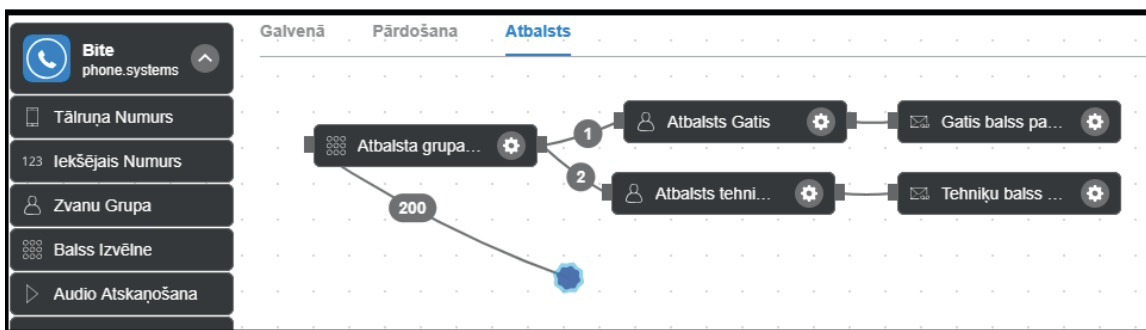 Galvenā
Pārdošana
Atbalsts
Bite
phone.systems
Tālruņa Numurs
123 Iekšējais Numurs
Zvanu Grupa
Balss Izvēlne
Audio Atskaņošana
Atbalsta grupa...
1
2
200
Atbalsts Gatis
Gatis balss pa...
Atbalsts tehni...
Tehniķu balss ...